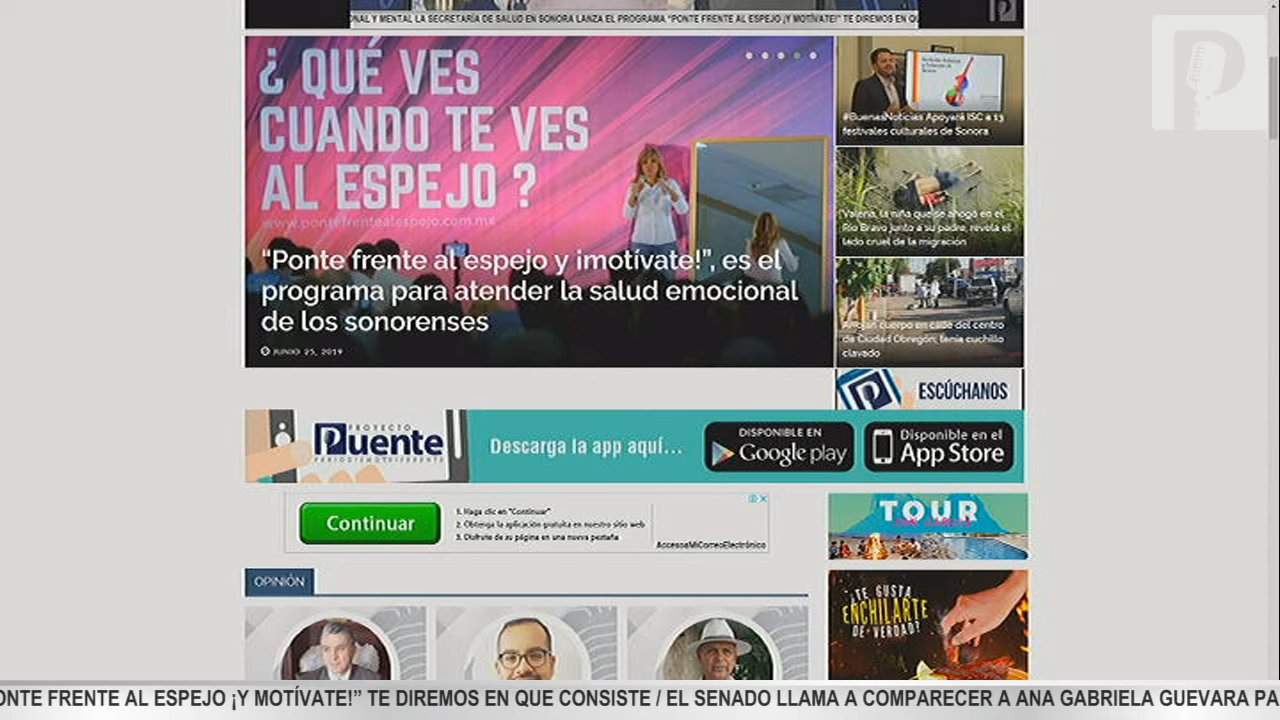 ONAL Y MENTAL LA SECRETARÍA DE SALUD EN SONORA LANZA EL PROGRAMA “PONTE FRENTE AL ESPEJO ¡Y MOTÍVATE!” TE DIREMOS EN QU
¿ QUÉ VES
CUANDO TE VES
AL ESPEJO ?
www.pontefrentealespejo.com.mx
“Ponte frente al espejo y ¡motívate!”, es el
programa para atender la salud emocional
de los sonorenses
JUNIO 25, 2019
#BuenasNoticias Apoyará ISC a 13
festivales culturales de Sonora
Valeria, la niña que se ahogó en el
Río Bravo junto a su padre, revela el
lado cruel de la migración
Arrojan cuerpo en calle del centro
de Ciudad Obregón; tenía cuchillo
clavado
ESCÚCHANOS
PROYECTO
Puente
PERIODISMO DIFERENTE
Descarga la app aquí...
DISPONIBLE EN
Google play
Disponible en el
App Store
Continuar
1. Haga clic en "Continuar"
2. Obtenga la aplicación gratuita en nuestro sitio web
3. Disfrute de su página en una nueva pestaña
AccesoaMiCorreoElectrónico
TOUR
SAN CARLOS
OPINIÓN
¿TE GUSTA
ENCHILARTE
DE VERDAD?
ONTE FRENTE AL ESPEJO ¡Y MOTÍVATE!” TE DIREMOS EN QUE CONSISTE / EL SENADO LLAMA A COMPARECER A ANA GABRIELA GUEVARA PA